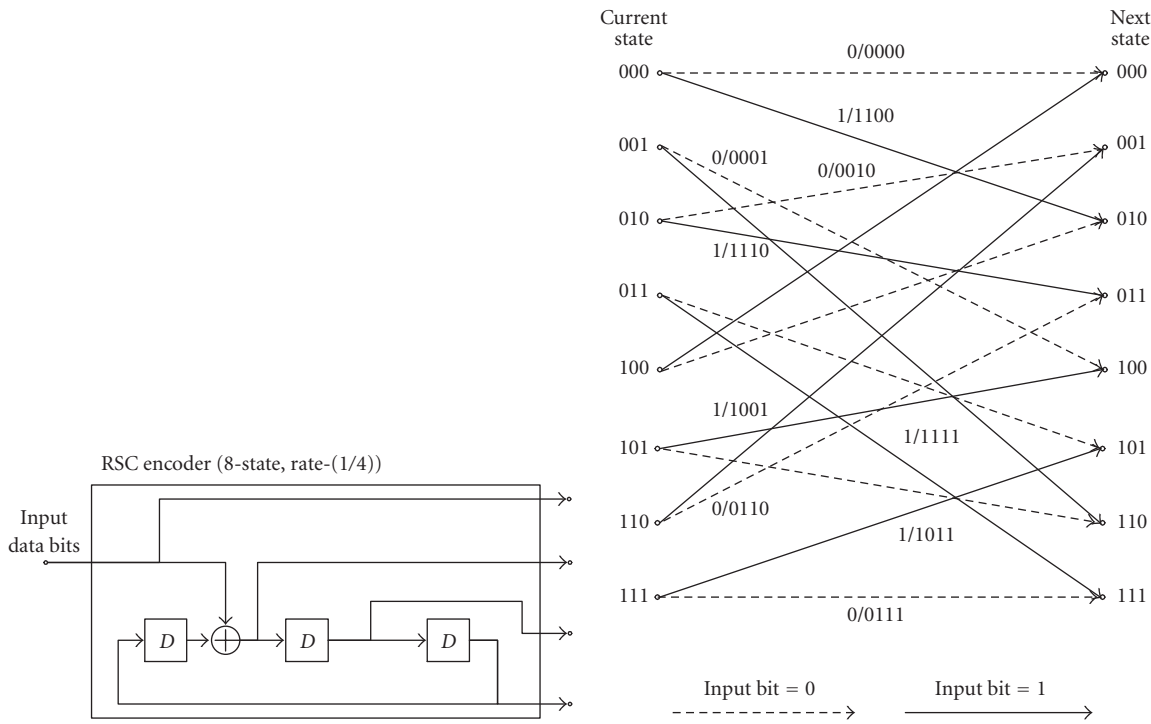 RSC encoder (8-state, rate-(1/4))
Input
data bits
D
D
D
Current
state
Next
state
000
0/0000
000
1/1100
001
0/0001
0/0010
001
010
1/1110
010
011
011
100
100
1/1001
101
1/1111
101
110
0/0110
1/1011
110
111
0/0111
111
Input bit = 0
Input bit = 1